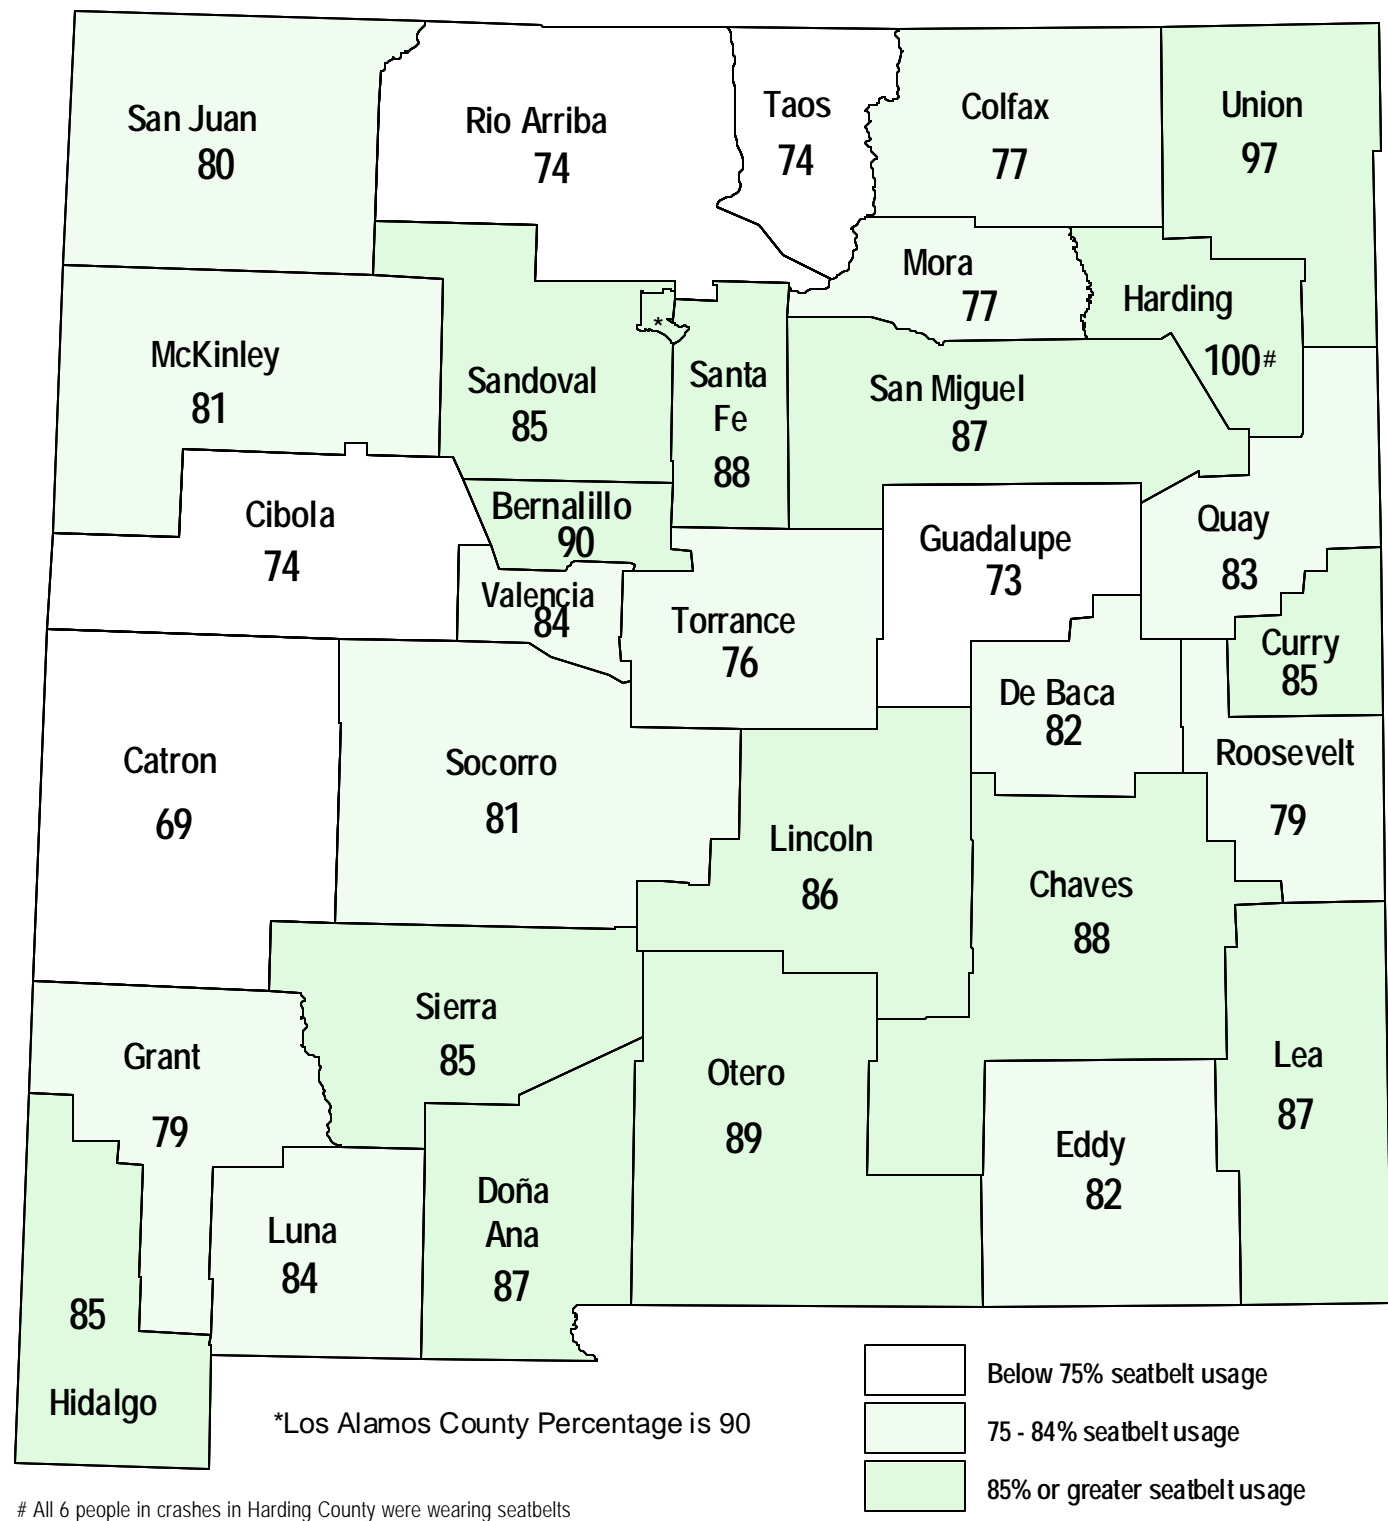 San Juan
80
Rio Arriba
74
Taos
74
Colfax
77
Union
97
Mora
77
Harding
100#
McKinley
81
Sandoval
85
*
Santa
Fe
88
San Miguel
87
Cibola
74
Bernalillo
90
Guadalupe
73
Quay
83
Valencia
84
Torrance
76
Curry
85
De Baca
82
Catron
69
Socorro
81
Roosevelt
79
Lincoln
86
Chaves
88
Sierra
85
Grant
79
Otero
89
Lea
87
Eddy
82
Doña
Ana
87
Luna
84
85
Hidalgo
Below 75% seatbelt usage
75 - 84% seatbelt usage
85% or greater seatbelt usage
*Los Alamos County Percentage is 90
# All 6 people in crashes in Harding County were wearing seatbelts